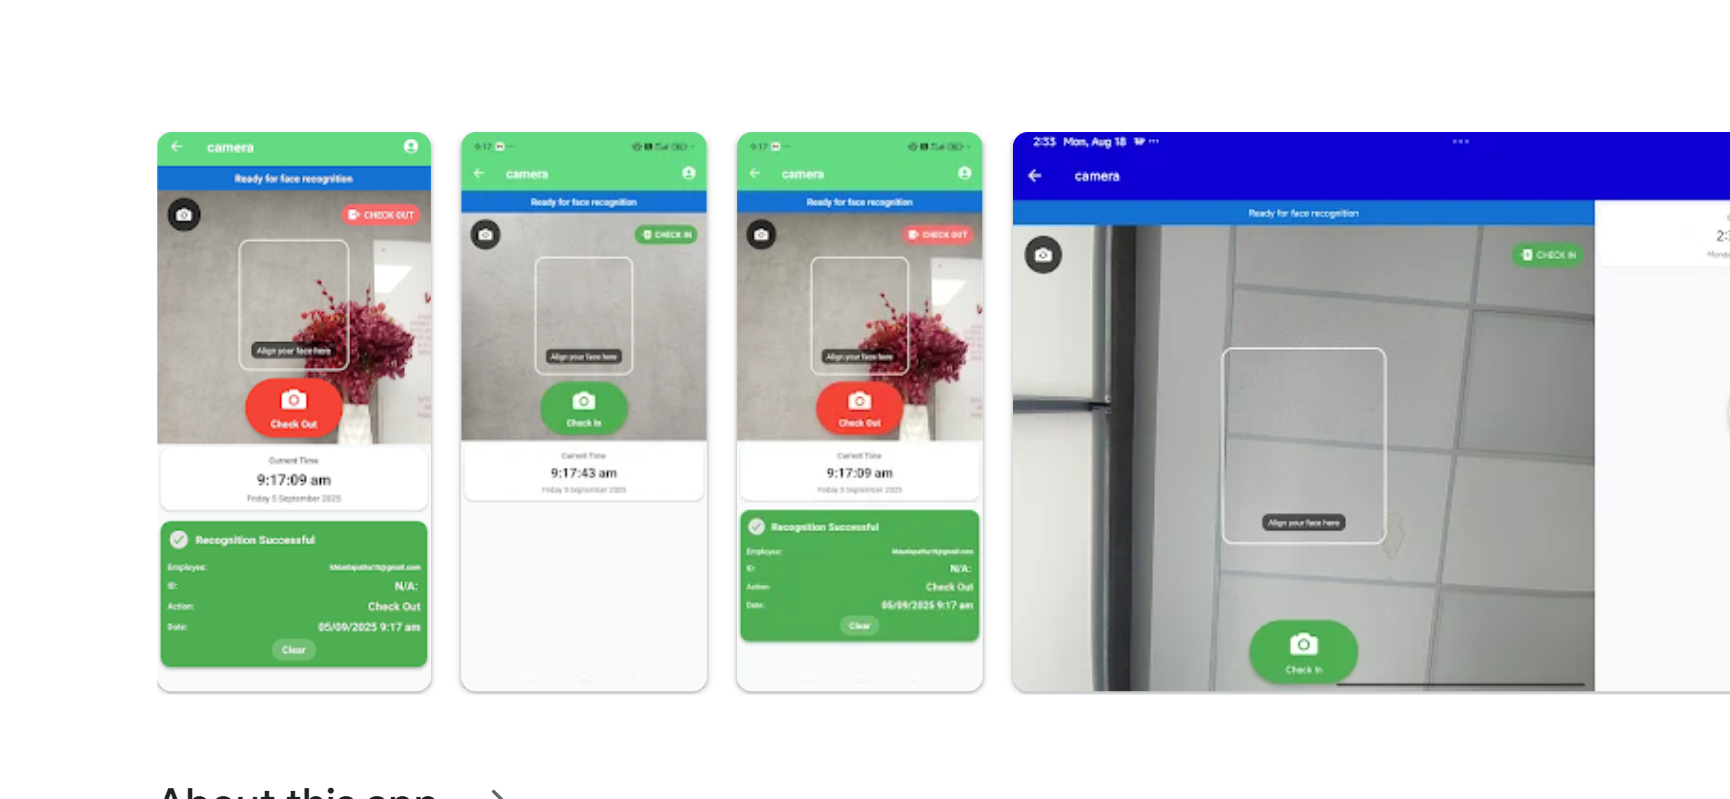 camera
Ready for face recognition
CHECK OUT
Align your face here
Check Out
Current Time
9:17:09 am
Friday 5 September 2025
Recognition Successful
Employee:
ID:
N/A:
Action:
Check Out
Date:
05/09/2025 9:17 am
Clear
9:17
camera
Ready for face recognition
CHECK IN
Align your face here
Check In
Current Time
9:17:43 am
Friday 5 September 2025
9:17
camera
Ready for face recognition
CHECK OUT
Align your face here
Check Out
Current Time
9:17:09 am
Friday 5 September 2025
Recognition Successful
Employee:
ID:
N/A:
Action:
Check Out
Date:
05/09/2025 9:17 am
Clear
2:33 Mon, Aug 18
camera
Ready for face recognition
CHECK IN
Align your face here
Check In
About this app